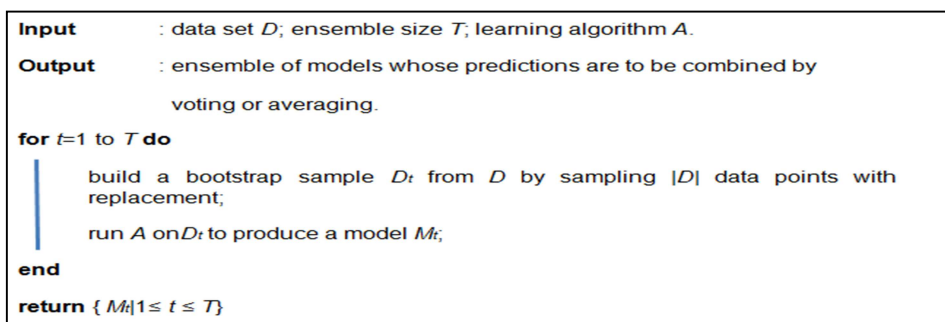 Input : data set D; ensemble size T; learning algorithm A.
Output : ensemble of models whose predictions are to be combined by
voting or averaging.
for t=1 to T do
build a bootstrap sample Dt from D by sampling |D| data points with
replacement;
run A onDt to produce a model Mt;
end
return { Mt|1≤ t ≤ T}